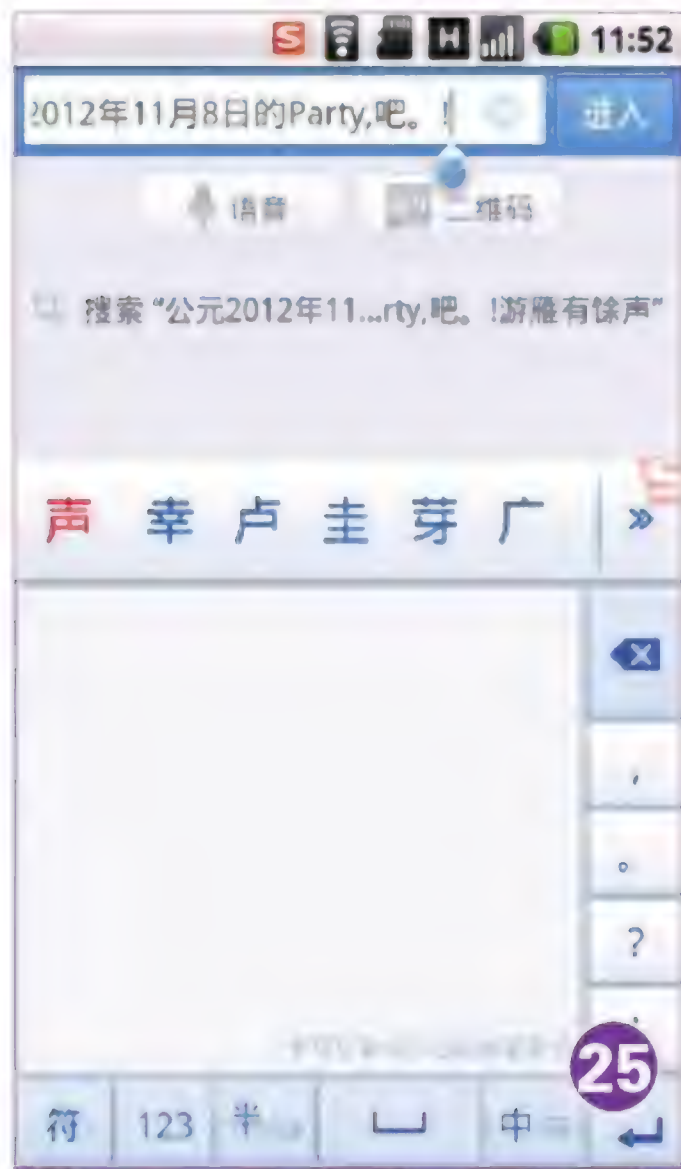 S H 11:52
2012年11月8日的Party,吧。! 进入
语音 二维码
搜索“公元2012年11...rty,吧。!游雁有馀声”
声 幸 卢 圭 芽 广 »
,
。
?
25
符 123 半 中